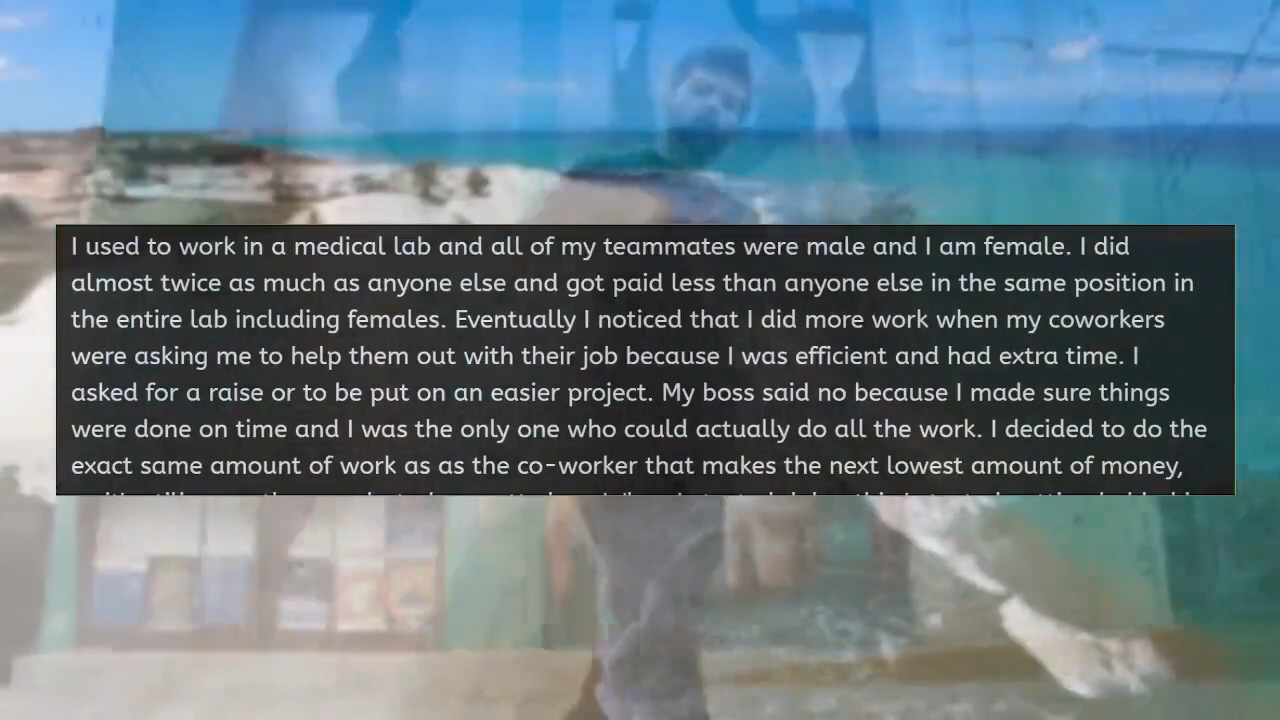 I used to work in a medical lab and all of my teammates were male and I am female. I did
almost twice as much as anyone else and got paid less than anyone else in the same position in
the entire lab including females. Eventually I noticed that I did more work when my coworkers
were asking me to help them out with their job because I was efficient and had extra time. I
asked for a raise or to be put on an easier project. My boss said no because I made sure things
were done on time and I was the only one who could actually do all the work. I decided to do the
exact same amount of work as as the co-worker that makes the next lowest amount of money,